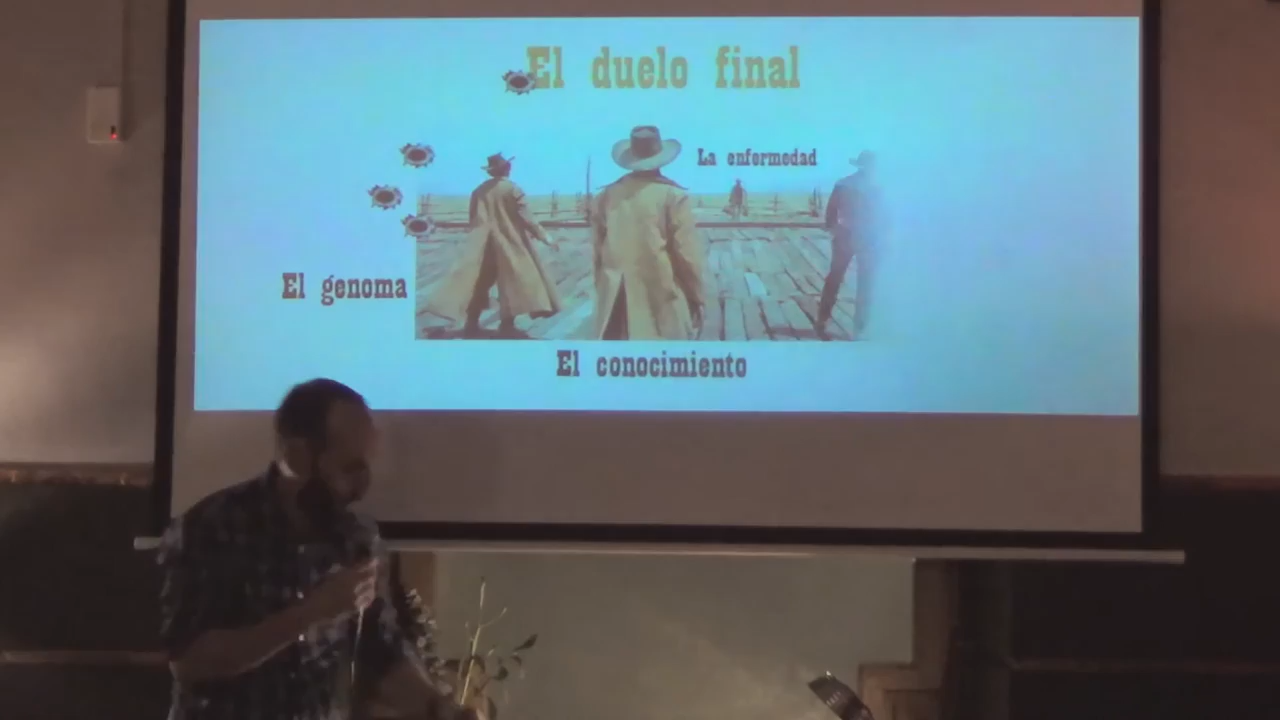 El duelo final
La enfermedad
El genoma
El conocimiento